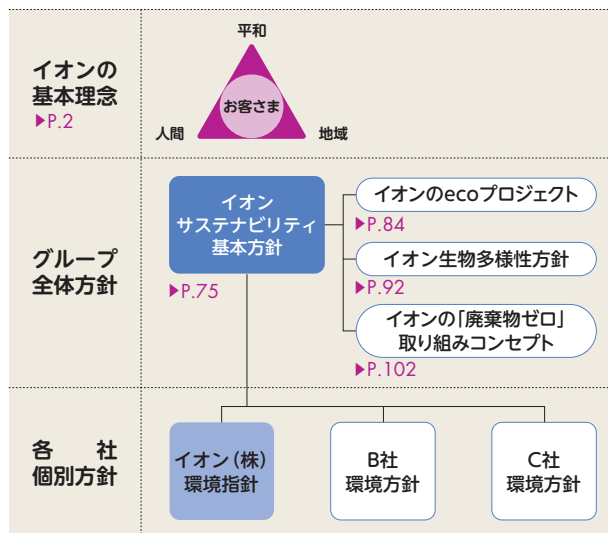 イオンの
基本理念
▶P.2
平和
お客さま
人間
地域
グループ
全体方針
イオン
サステナビリティ
基本方針
▶P.75
イオンのecoプロジェクト
▶P.84
イオン生物多様性方針
▶P.92
イオンの「廃棄物ゼロ」
取り組みコンセプト
▶P.102
各 社
個別方針
イオン（株）
環境指針
B社
環境方針
C社
環境方針